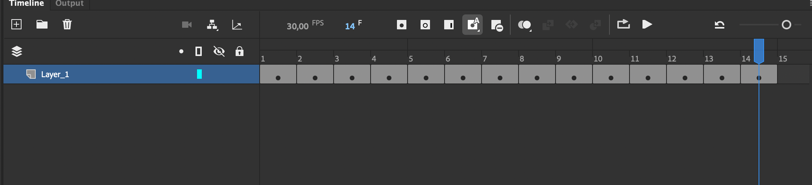 Timeline Output
30,00 FPS 14 F
A
1 2 3 4 5 6 7 8 9 10 11 12 13 14 15
Layer_1